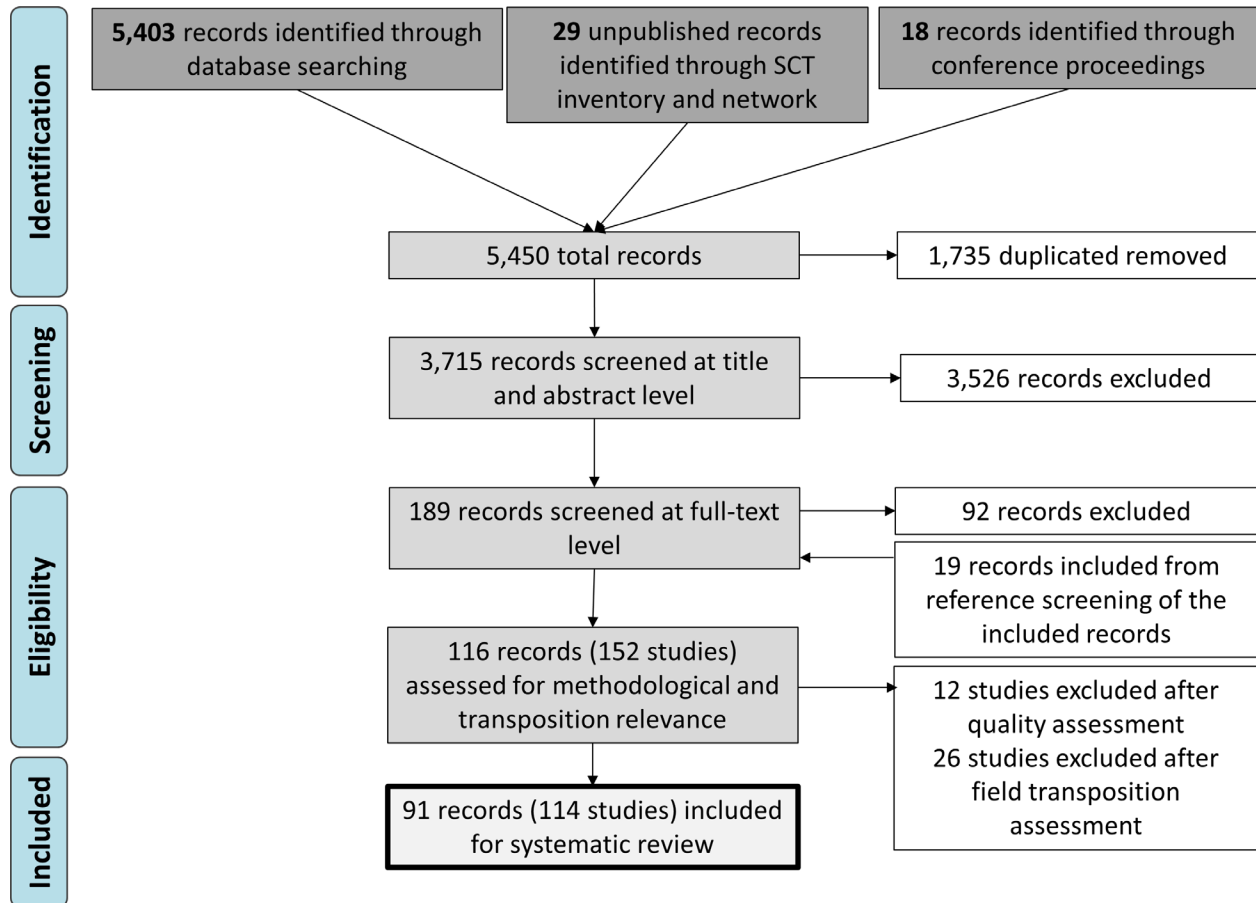 Identification
5,403 records identified through
database searching
29 unpublished records
identified through SCT
inventory and network
18 records identified through
conference proceedings
5,450 total records
1,735 duplicated removed
Screening
3,715 records screened at title
and abstract level
3,526 records excluded
Eligibility
189 records screened at full-text
level
92 records excluded
19 records included from
reference screening of the
included records
116 records (152 studies)
assessed for methodological and
transposition relevance
12 studies excluded after
quality assessment
26 studies excluded after
field transposition
assessment
Included
91 records (114 studies) included
for systematic review